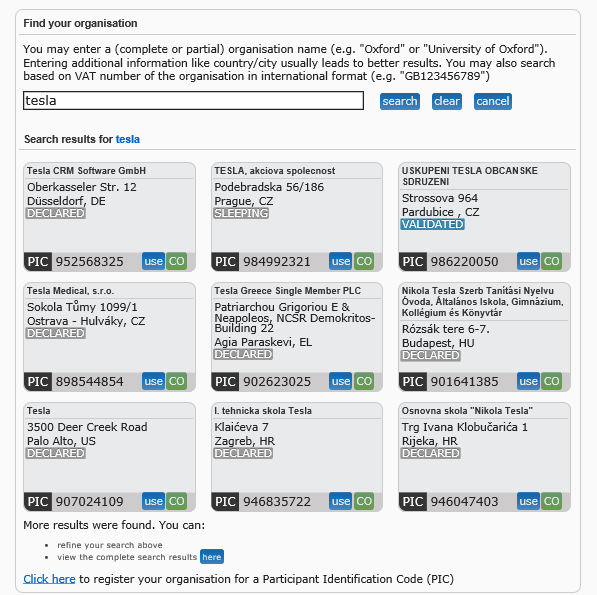 Find your organisation
You may enter a (complete or partial) organisation name (e.g. "Oxford" or "University of Oxford").
Entering additional information like country/city usually leads to better results. You may also search
based on VAT number of the organisation in international format (e.g. "GB123456789")
tesla
search clear cancel
Search results for tesla
Tesla CRM Software GmbH
Oberkasseler Str. 12
Düsseldorf, DE
DECLARED
PIC 952568325 use CO
TESLA, akciova spolecnost
Podebradska 56/186
Prague, CZ
SLEEPING
PIC 984992321 use CO
USKUPENI TESLA OBCANSKE
SDRUZENI
Strossova 964
Pardubice , CZ
VALIDATED
PIC 986220050 use CO
Tesla Medical, s.r.o.
Sokola Tůmy 1099/1
Ostrava - Hulváky, CZ
DECLARED
PIC 898544854 use CO
Tesla Greece Single Member PLC
Patriarchou Grigoriou E &
Neapoleos, NCSR Demokritos-
Building 22
Agia Paraskevi, EL
DECLARED
PIC 902623025 use CO
Nikola Tesla Szerb Tanítási Nyelvu
Óvoda, Általános Iskola, Gimnázium,
Kollégium és Könyvtár
Rózsák tere 6-7.
Budapest, HU
DECLARED
PIC 901641385 use CO
Tesla
3500 Deer Creek Road
Palo Alto, US
DECLARED
PIC 907024109 use CO
I. tehnicka skola Tesla
Klaićeva 7
Zagreb, HR
DECLARED
PIC 946835722 use CO
Osnovna skola "Nikola Tesla"
Trg Ivana Klobučarića 1
Rijeka, HR
DECLARED
PIC 946047403 use CO
More results were found. You can:
refine your search above
view the complete search results here
Click here to register your organisation for a Participant Identification Code (PIC)